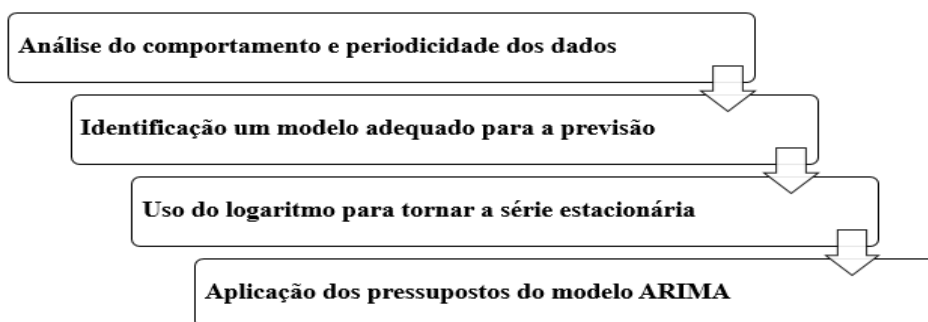 Análise do comportamento e periodicidade dos dados
Identificação um modelo adequado para a previsão
Uso do logaritmo para tornar a série estacionária
Aplicação dos pressupostos do modelo ARIMA